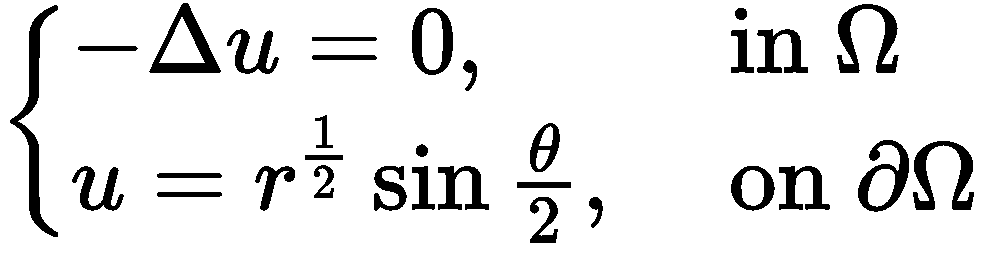 −Δu = 0, in Ω
u = r^{1/2} sin θ/2, on ∂Ω